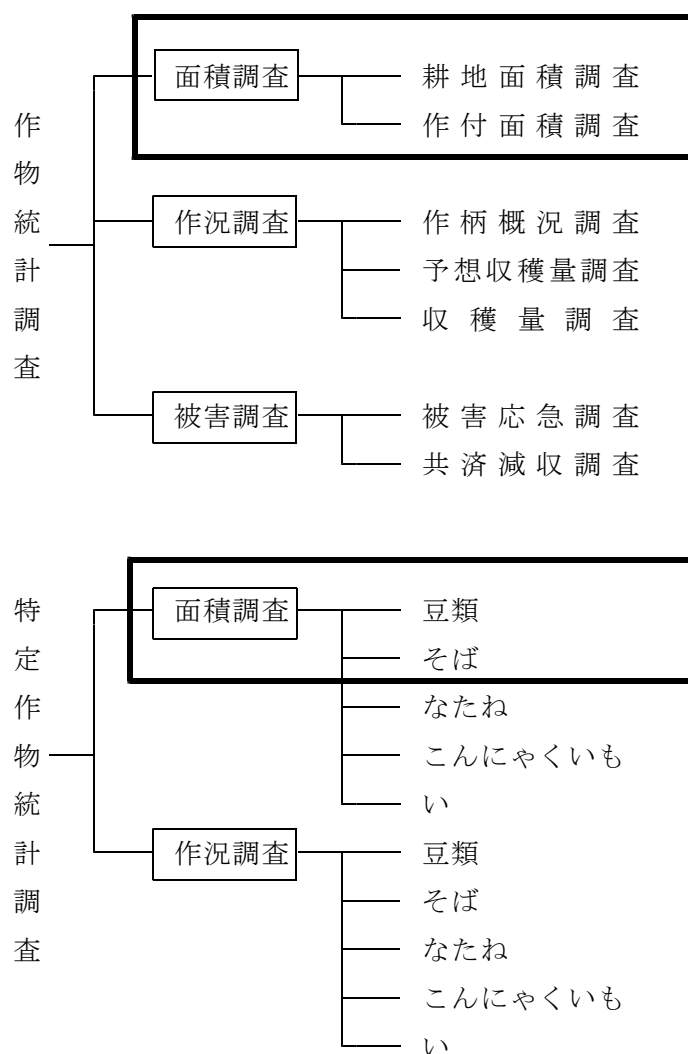 作物統計調査
面積調査
耕地面積調査
作付面積調査
作況調査
作柄概況調査
予想収穫量調査
収穫量調査
被害調査
被害応急調査
共済減収調査
特定作物統計調査
面積調査
豆類
そば
なたね
こんにゃくいも
い
作況調査
豆類
そば
なたね
こんにゃくいも
い